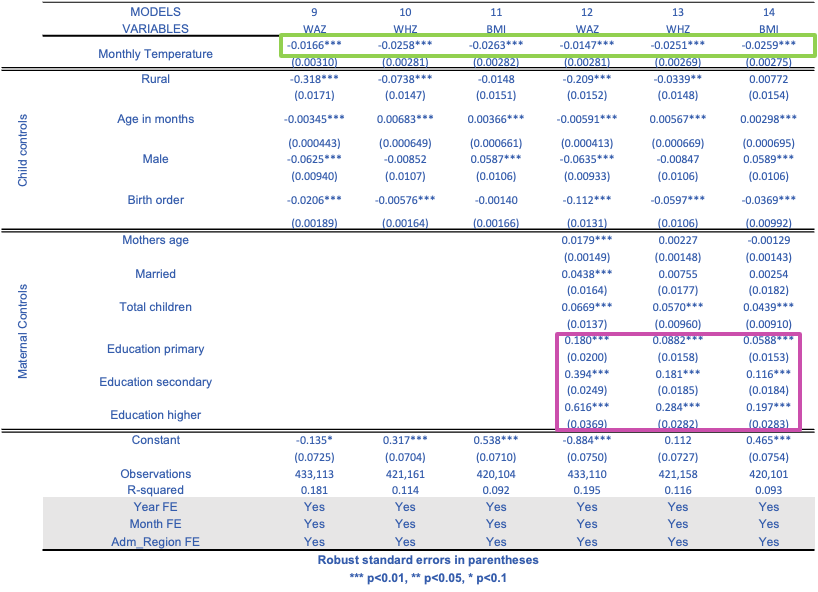 MODELS 9 10 11 12 13 14
VARIABLES WAZ WHZ BMI WAZ WHZ BMI
Monthly Temperature -0.0166*** -0.0258*** -0.0263*** -0.0147*** -0.0251*** -0.0259***
(0.00310) (0.00281) (0.00282) (0.00281) (0.00269) (0.00275)
Child controls
Rural -0.318*** -0.0738*** -0.0148 -0.209*** -0.0339** 0.00772
(0.0171) (0.0147) (0.0151) (0.0152) (0.0148) (0.0154)
Age in months -0.00345*** 0.00683*** 0.00366*** -0.00591*** 0.00567*** 0.00298***
(0.000443) (0.000649) (0.000661) (0.000413) (0.000669) (0.000695)
Male -0.0625*** -0.00852 0.0587*** -0.0635*** -0.00847 0.0589***
(0.00940) (0.0107) (0.0106) (0.00933) (0.0106) (0.0106)
Birth order -0.0206*** -0.00576*** -0.00140 -0.112*** -0.0597*** -0.0369***
(0.00189) (0.00164) (0.00166) (0.0131) (0.0106) (0.00992)
Maternal Controls
Mothers age 0.0179*** 0.00227 -0.00129
(0.00149) (0.00148) (0.00143)
Married 0.0438*** 0.00755 0.00254
(0.0164) (0.0177) (0.0182)
Total children 0.0669*** 0.0570*** 0.0439***
(0.0137) (0.00960) (0.00910)
Education primary 0.180*** 0.0882*** 0.0588***
(0.0200) (0.0158) (0.0153)
Education secondary 0.394*** 0.181*** 0.116***
(0.0249) (0.0185) (0.0184)
Education higher 0.616*** 0.284*** 0.197***
(0.0369) (0.0282) (0.0283)
Constant -0.135* 0.317*** 0.538*** -0.884*** 0.112 0.465***
(0.0725) (0.0704) (0.0710) (0.0750) (0.0727) (0.0754)
Observations 433,113 421,161 420,104 433,110 421,158 420,101
R-squared 0.181 0.114 0.092 0.195 0.116 0.093
Year FE Yes Yes Yes Yes Yes Yes
Month FE Yes Yes Yes Yes Yes Yes
Adm_Region FE Yes Yes Yes Yes Yes Yes
Robust standard errors in parentheses
*** p<0.01, ** p<0.05, * p<0.1